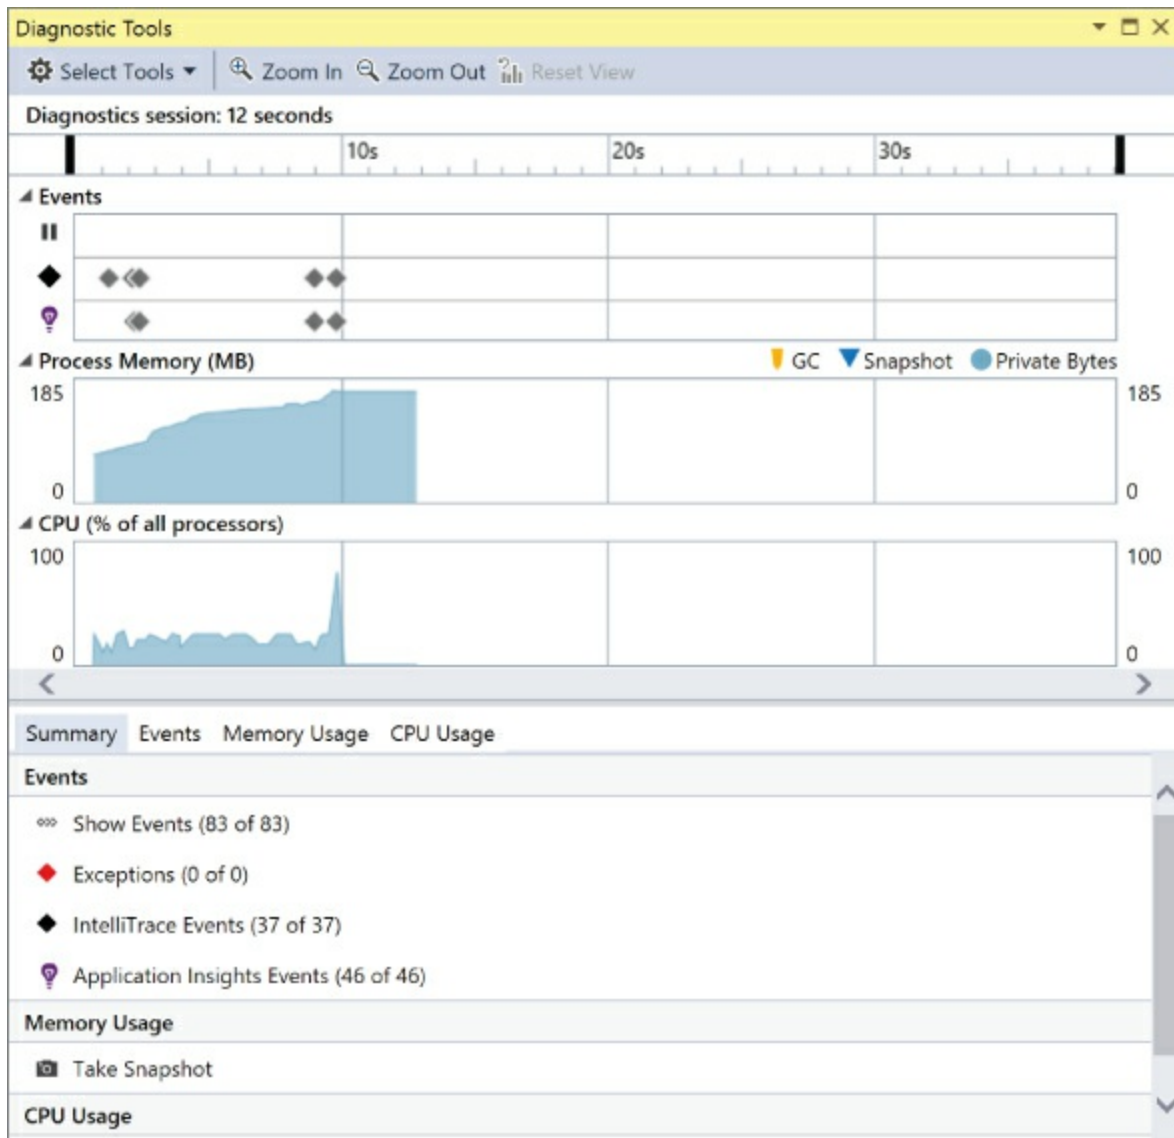 Diagnostic Tools
Select Tools Zoom In Zoom Out Reset View
Diagnostics session: 12 seconds
10s 20s 30s
Events
Process Memory (MB) GC Snapshot Private Bytes
185 185
0 0
CPU (% of all processors)
100 100
0 0
Summary Events Memory Usage CPU Usage
Events
Show Events (83 of 83)
Exceptions (0 of 0)
IntelliTrace Events (37 of 37)
Application Insights Events (46 of 46)
Memory Usage
Take Snapshot
CPU Usage